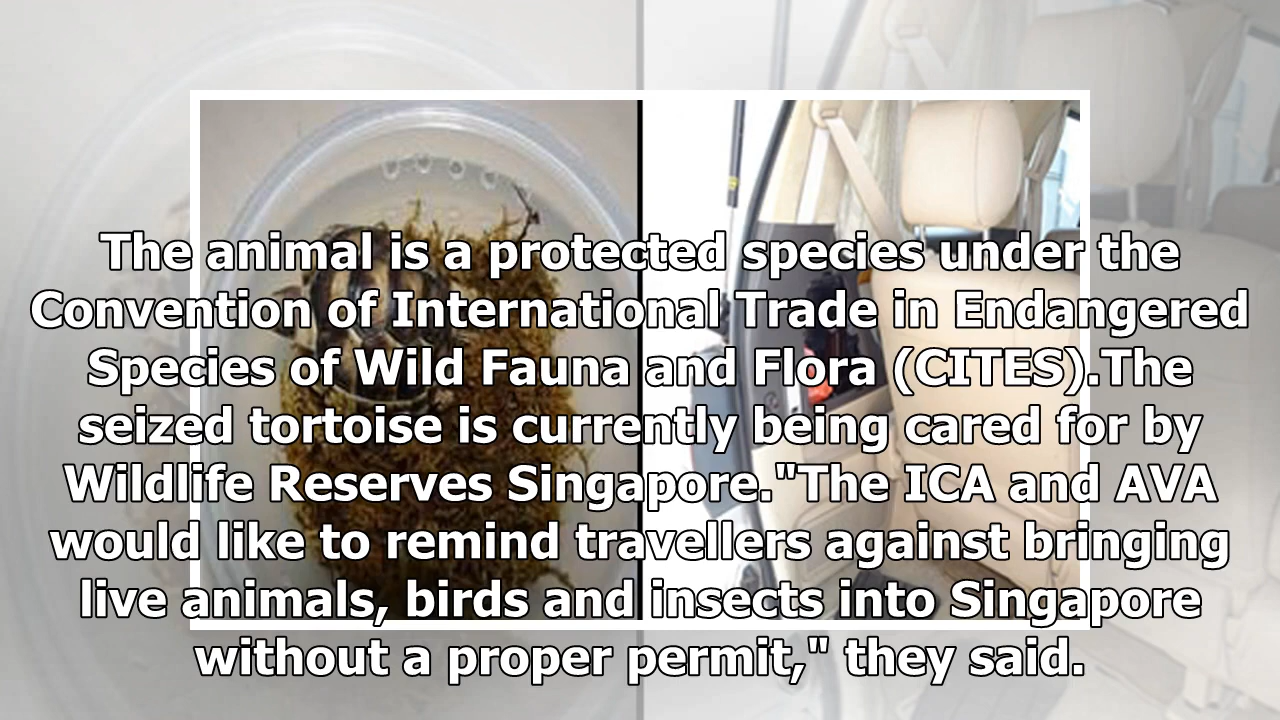 The animal is a protected species under the
Convention of International Trade in Endangered
Species of Wild Fauna and Flora (CITES).The
seized tortoise is currently being cared for by
Wildlife Reserves Singapore."The ICA and AVA
would like to remind travellers against bringing
live animals, birds and insects into Singapore
without a proper permit," they said.